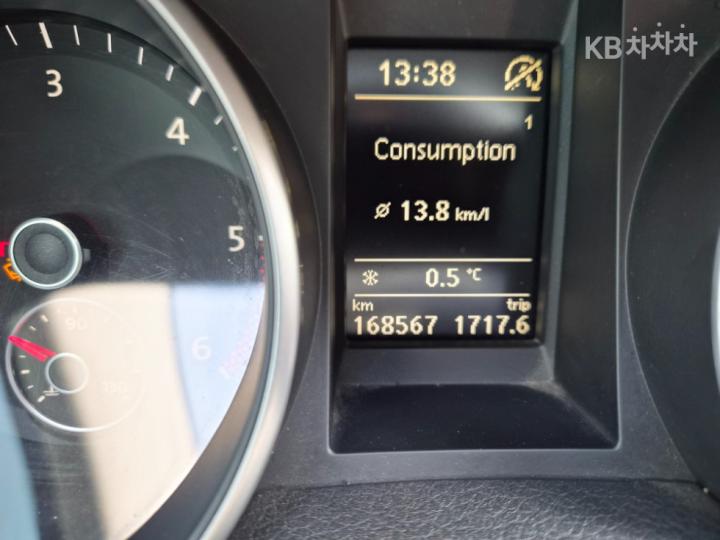 KB차차차
13:38
1
Consumption
ø 13.8 km/l
0.5 °C
km trip
168567 1717.6
3
4
5
6
90
130